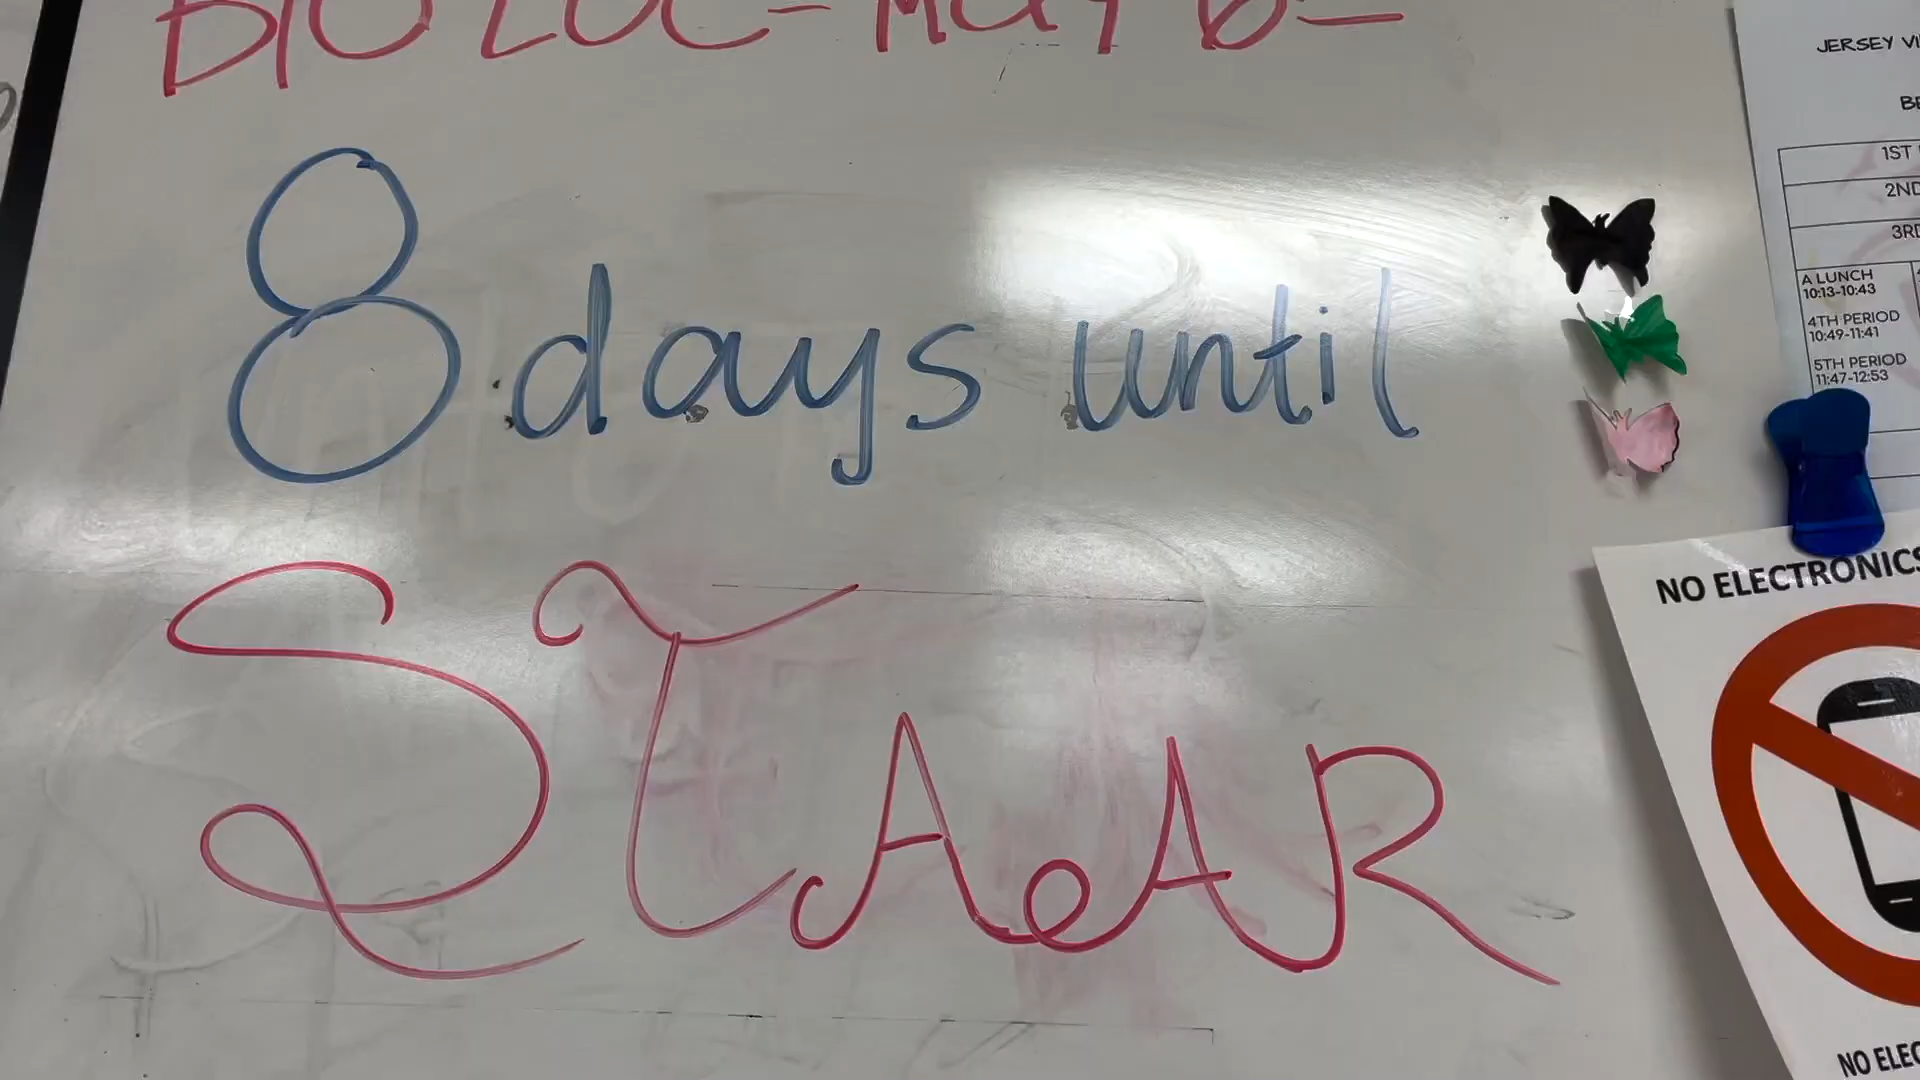 8 days until
STAAR
JERSEY
1ST
2ND
3RD
A LUNCH
10:13-10:43
4TH PERIOD
10:49-11:41
5TH PERIOD
11:47-12:53
NO ELECTRONICS
NO